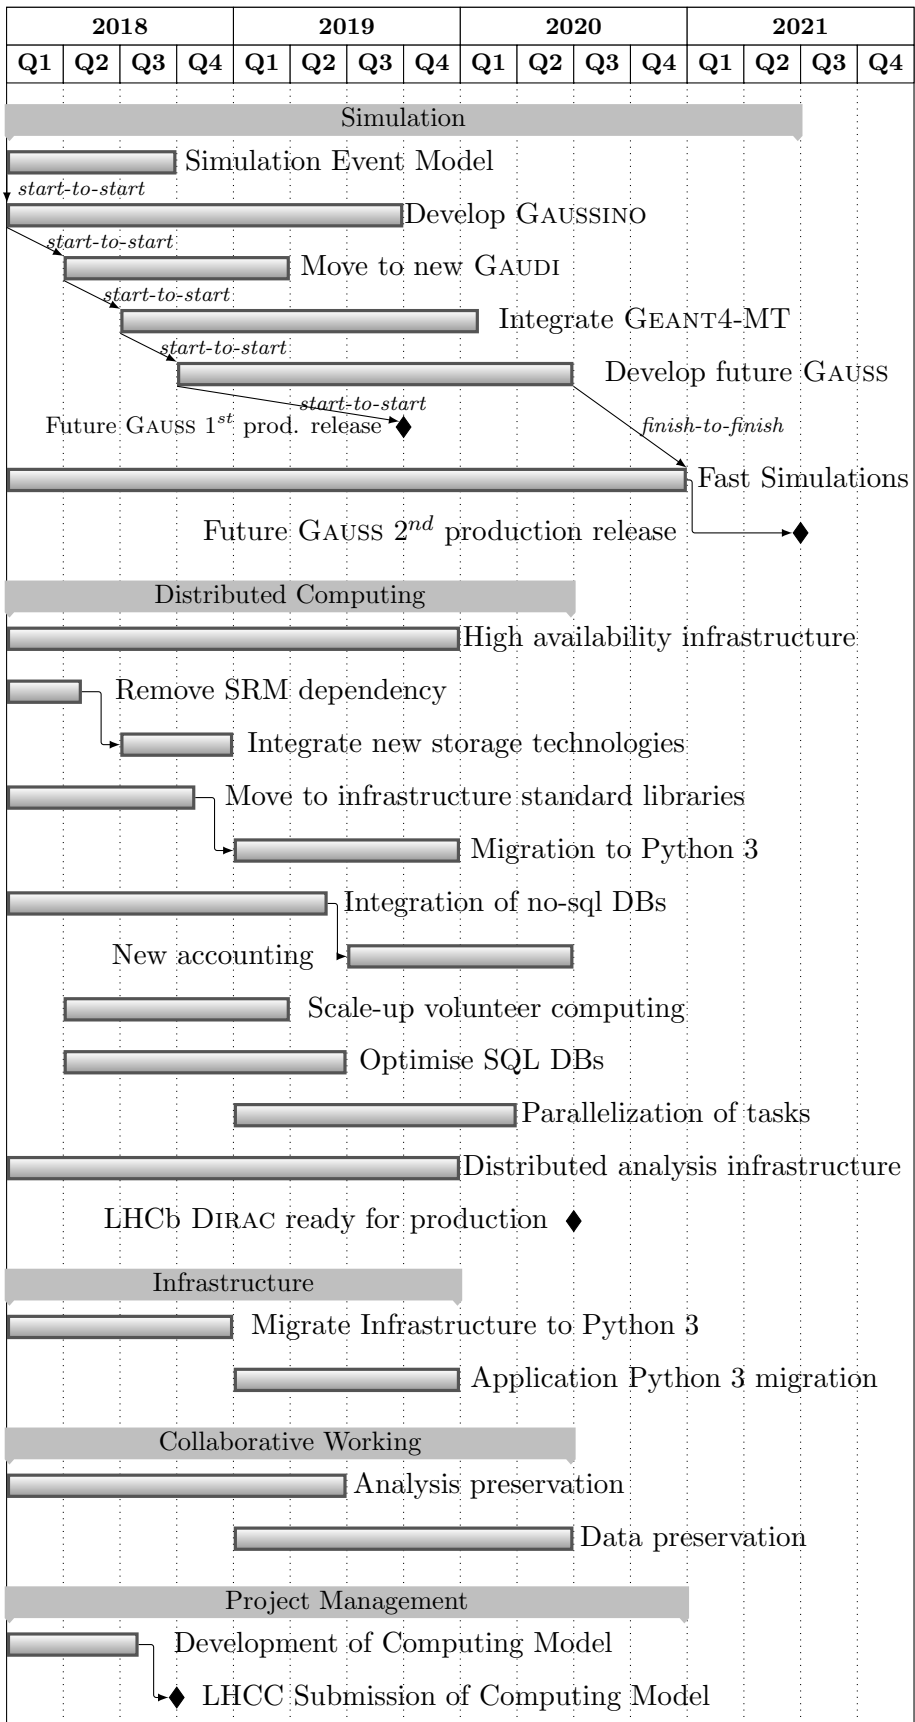 2018 2019 2020 2021
Q1 Q2 Q3 Q4 Q1 Q2 Q3 Q4 Q1 Q2 Q3 Q4 Q1 Q2 Q3 Q4
Simulation
Simulation Event Model
start-to-start
Develop GAUSSINO
start-to-start
Move to new GAUDI
start-to-start
Integrate GEANT4-MT
start-to-start
Develop future GAUSS
start-to-start
Future GAUSS 1st prod. release
finish-to-finish
Fast Simulations
Future GAUSS 2nd production release
Distributed Computing
High availability infrastructure
Remove SRM dependency
Integrate new storage technologies
Move to infrastructure standard libraries
Migration to Python 3
Integration of no-sql DBs
New accounting
Scale-up volunteer computing
Optimise SQL DBs
Parallelization of tasks
Distributed analysis infrastructure
LHCb DIRAC ready for production
Infrastructure
Migrate Infrastructure to Python 3
Application Python 3 migration
Collaborative Working
Analysis preservation
Data preservation
Project Management
Development of Computing Model
LHCC Submission of Computing Model